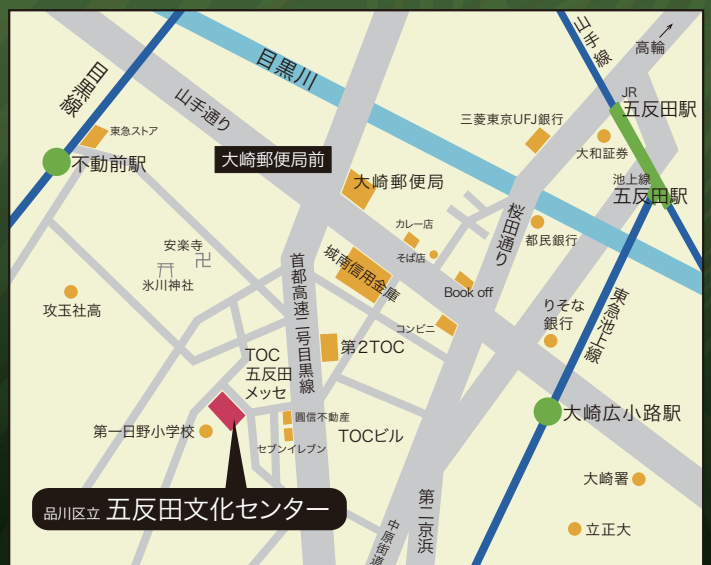 山手線
高輪
目黒川
目黒線
JR
五反田駅
山手通り
三菱東京UFJ銀行
東急ストア
大崎郵便局前
大和証券
不動前駅
池上線
五反田駅
大崎郵便局
桜田通り
カレー店
都民銀行
安楽寺
卍
そば店
氷川神社
首都高速二号目黒線
城南信用金庫
Book off
東急池上線
攻玉社高
りそな
銀行
コンビニ
第2TOC
TOC
五反田
メッセ
大崎広小路駅
圓信不動産
第一日野小学校
TOCビル
セブンイレブン
大崎署
品川区立 五反田文化センター
第二京浜
中原街道
立正大